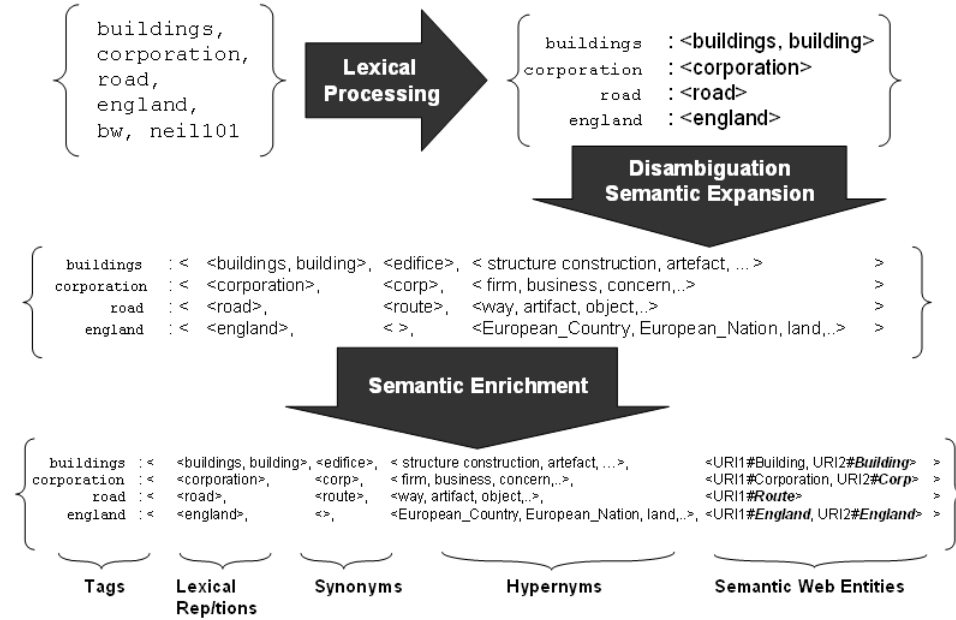 buildings,
corporation,
road,
england,
bw, neil101
Lexical
Processing
buildings : <buildings, building>
corporation : <corporation>
road : <road>
england : <england>
Disambiguation
Semantic Expansion
buildings : < <buildings, building>, <edifice>, < structure construction, artefact, ... > >
corporation : < <corporation>, <corp>, < firm, business, concern,..> >
road : < <road>, <route>, <way, artifact, object,..> >
england : < <england>, < >, <European_Country, European_Nation, land,..> >
Semantic Enrichment
buildings : < <buildings, building>, <edifice>, < structure construction, artefact, ...>, <URI1#Building, URI2#Building> >
corporation : < <corporation>, <corp>, < firm, business, concern,..>, <URI1#Corporation, URI2#Corp> >
road : < <road>, <route>, <way, artifact, object,..>, <URI1#Route> >
england : < <england>, <>, <European_Country, European_Nation, land,..>, <URI1#England, URI2#England> >
Tags Lexical Synonyms Hypernyms Semantic Web Entities
Rep/tions